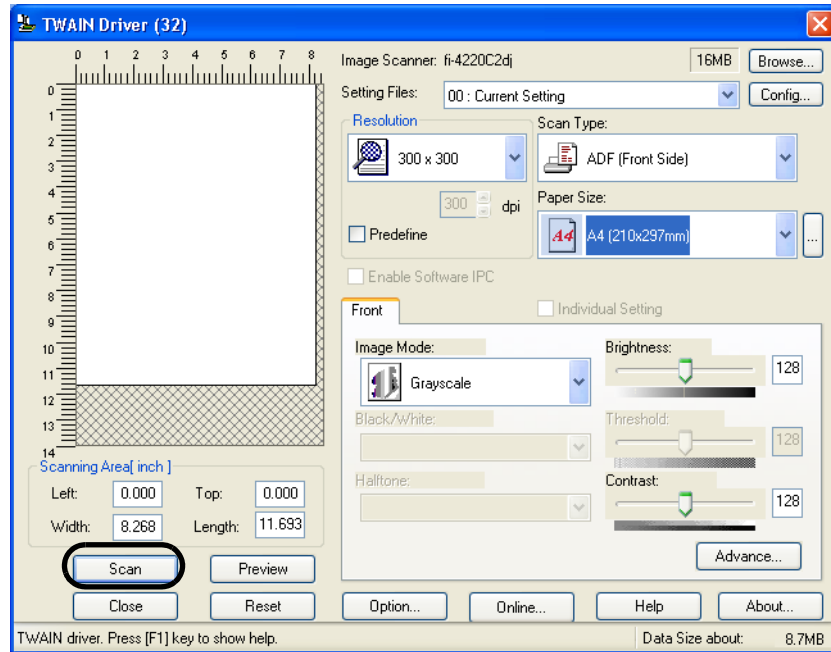 TWAIN Driver (32)
0 1 2 3 4 5 6 7 8
0
1
2
3
4
5
6
7
8
9
10
11
12
13
14
Image Scanner: fi-4220C2dj 16MB Browse...
Setting Files: 00 : Current Setting Config...
Resolution
300 x 300
300 dpi
Predefine
Scan Type:
ADF (Front Side)
Paper Size:
A4 A4 (210x297mm) ...
Enable Software IPC
Front
Individual Setting
Image Mode:
Grayscale
Black/White:
Halftone:
Brightness:
128
Threshold:
128
Contrast:
128
Advance...
Scanning Area[ inch ]
Left: 0.000 Top: 0.000
Width: 8.268 Length: 11.693
Scan Preview
Close Reset Option... Online... Help About...
TWAIN driver. Press [F1] key to show help. Data Size about: 8.7MB